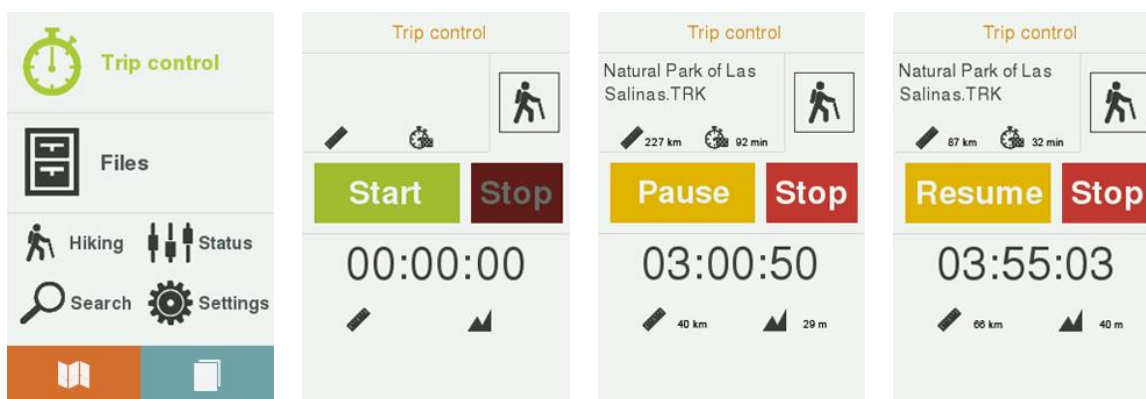 Trip control
Files
Hiking
Status
Search
Settings
Trip control
Start
Stop
00:00:00
Trip control
Natural Park of Las
Salinas.TRK
227 km
92 min
Pause
Stop
03:00:50
40 km
29 m
Trip control
Natural Park of Las
Salinas.TRK
87 km
32 min
Resume
Stop
03:55:03
66 km
40 m